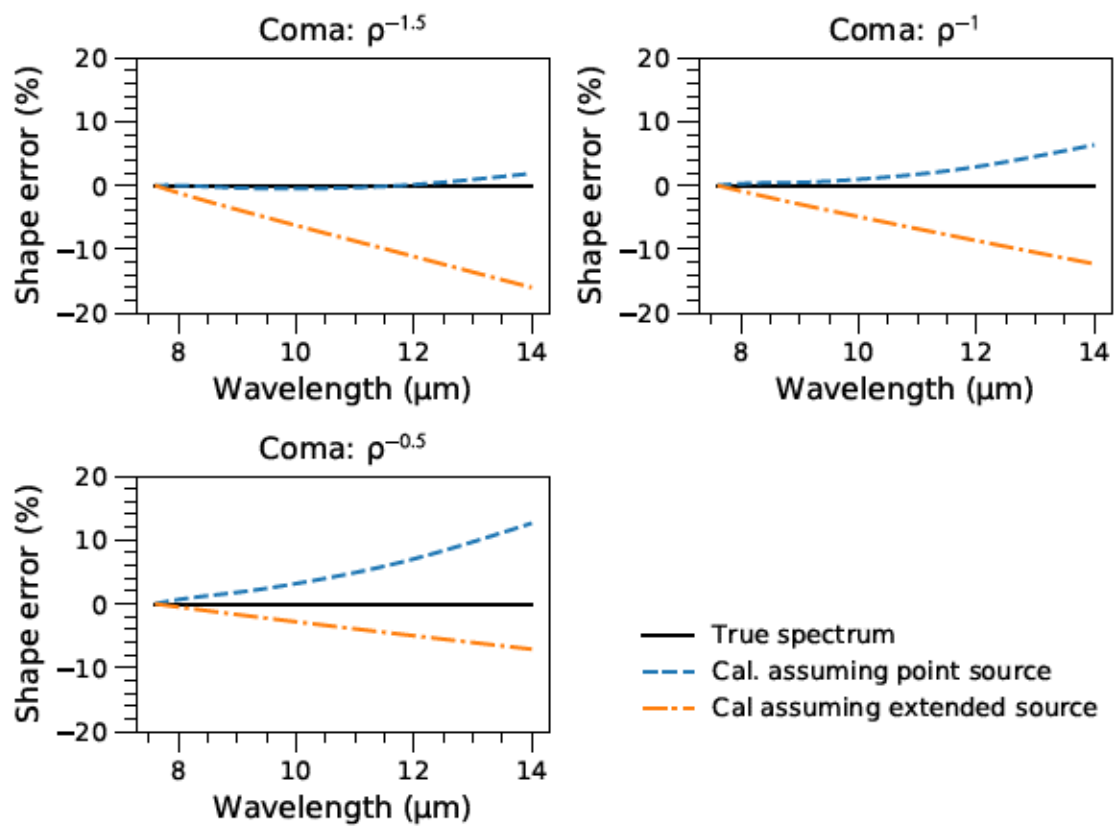 Coma: ρ⁻¹·⁵
Shape error (%)
20
10
0
−10
−20
8 10 12 14
Wavelength (μm)
Coma: ρ⁻¹
Shape error (%)
20
10
0
−10
−20
8 10 12 14
Wavelength (μm)
Coma: ρ⁻⁰·⁵
Shape error (%)
20
10
0
−10
−20
8 10 12 14
Wavelength (μm)
True spectrum
Cal. assuming point source
Cal assuming extended source